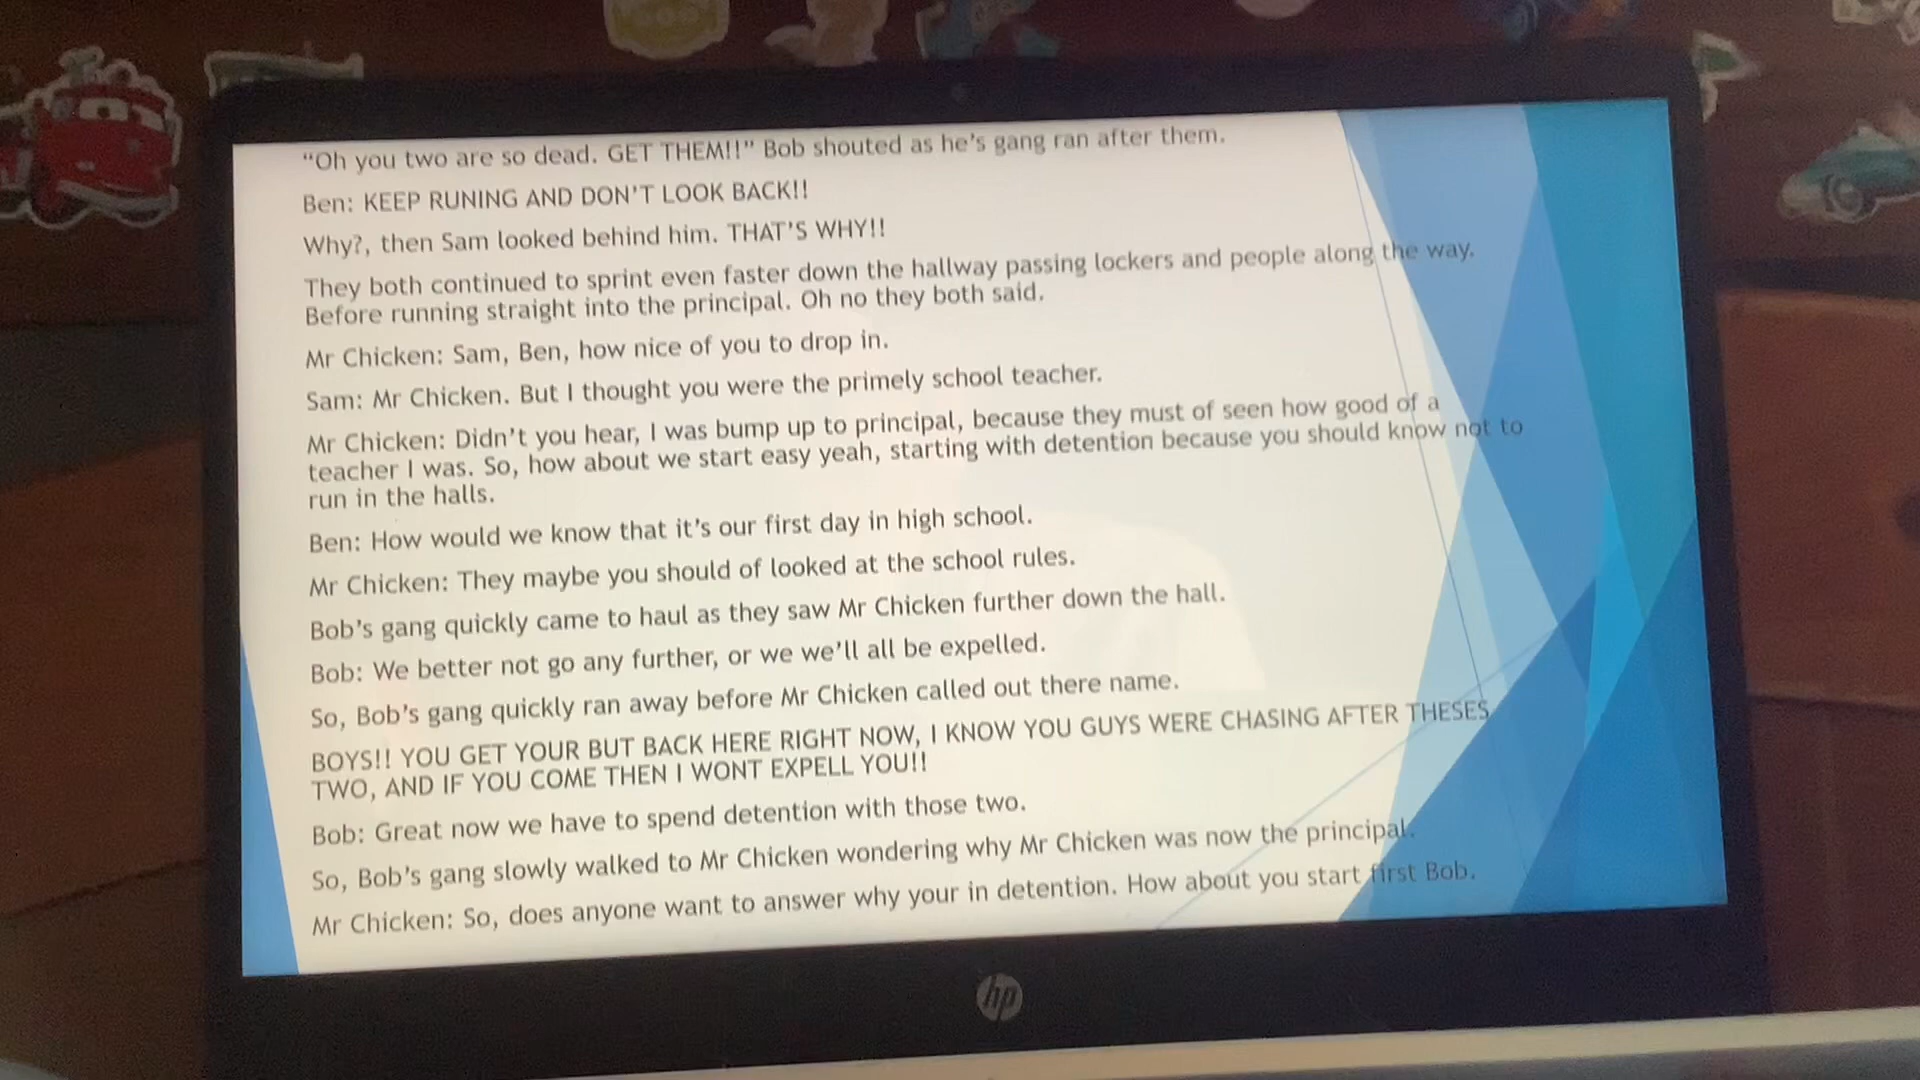 “Oh you two are so dead. GET THEM!!” Bob shouted as he’s gang ran after them.
Ben: KEEP RUNING AND DON’T LOOK BACK!!
Why?, then Sam looked behind him. THAT’S WHY!!
They both continued to sprint even faster down the hallway passing lockers and people along the way.
Before running straight into the principal. Oh no they both said.
Mr Chicken: Sam, Ben, how nice of you to drop in.
Sam: Mr Chicken. But I thought you were the primely school teacher.
Mr Chicken: Didn’t you hear, I was bump up to principal, because they must of seen how good of a
teacher I was. So, how about we start easy yeah, starting with detention because you should know not to
run in the halls.
Ben: How would we know that it’s our first day in high school.
Mr Chicken: They maybe you should of looked at the school rules.
Bob’s gang quickly came to haul as they saw Mr Chicken further down the hall.
Bob: We better not go any further, or we we’ll all be expelled.
So, Bob’s gang quickly ran away before Mr Chicken called out there name.
BOYS!! YOU GET YOUR BUT BACK HERE RIGHT NOW, I KNOW YOU GUYS WERE CHASING AFTER THESES
TWO, AND IF YOU COME THEN I WONT EXPELL YOU!!
Bob: Great now we have to spend detention with those two.
So, Bob’s gang slowly walked to Mr Chicken wondering why Mr Chicken was now the principal.
Mr Chicken: So, does anyone want to answer why your in detention. How about you start first Bob.
hp